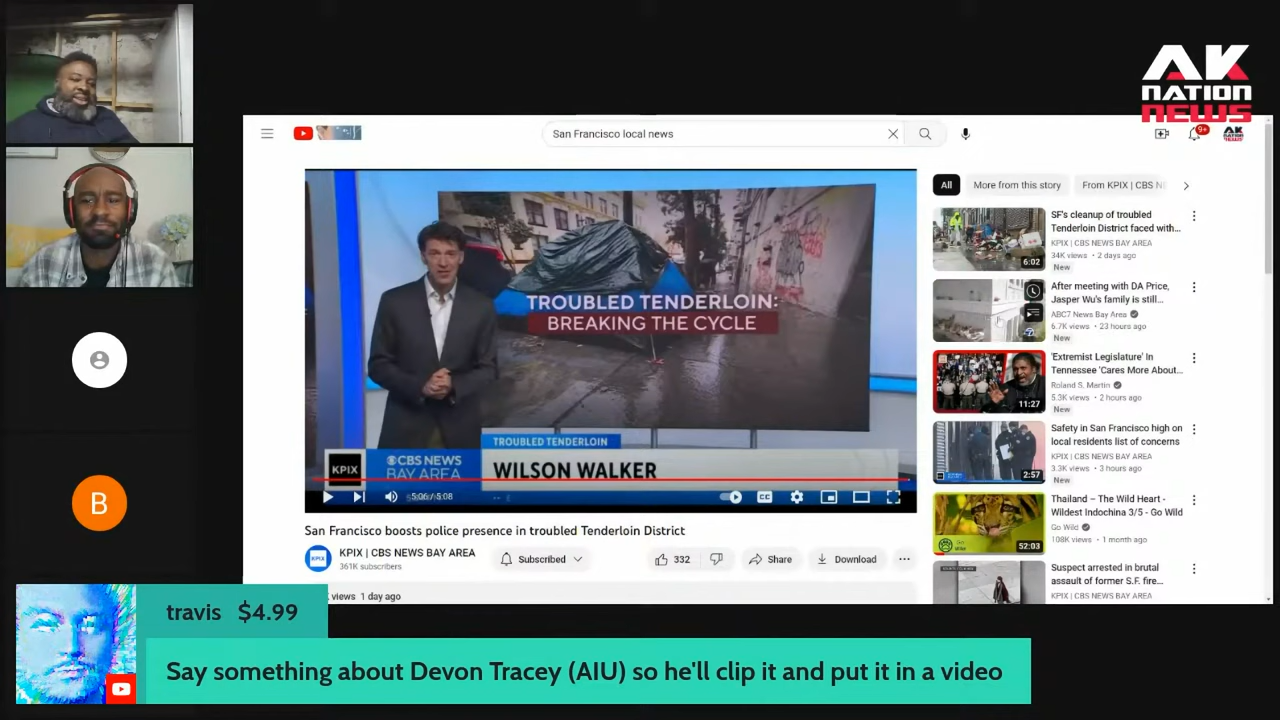 AK
NATION
NEWS
San Francisco local news
9+
AK
NATION
NEWS
TROUBLED TENDERLOIN:
BREAKING THE CYCLE
TROUBLED TENDERLOIN
KPIX
CBS NEWS
BAY AREA
WILSON WALKER
5:06 / 5:08
CC
San Francisco boosts police presence in troubled Tenderloin District
KPIX
KPIX | CBS NEWS BAY AREA
361K subscribers
Subscribed
332
Share
Download
views 1 day ago
All
More from this story
From KPIX | CBS N
SF's cleanup of troubled
Tenderloin District faced with...
KPIX | CBS NEWS BAY AREA
34K views • 2 days ago
New
6:02
After meeting with DA Price,
Jasper Wu's family is still...
ABC7 News Bay Area
6.7K views • 23 hours ago
New
'Extremist Legislature' In
Tennessee 'Cares More About...
Roland S. Martin
5.3K views • 2 hours ago
New
11:27
Safety in San Francisco high on
local residents list of concerns
KPIX | CBS NEWS BAY AREA
3.3K views • 3 hours ago
New
2:57
Thailand – The Wild Heart -
Wildest Indochina 3/5 - Go Wild
Go Wild
108K views • 1 month ago
52:03
Suspect arrested in brutal
assault of former S.F. fire...
KPIX | CBS NEWS BAY AREA
B
travis $4.99
Say something about Devon Tracey (AIU) so he'll clip it and put it in a video